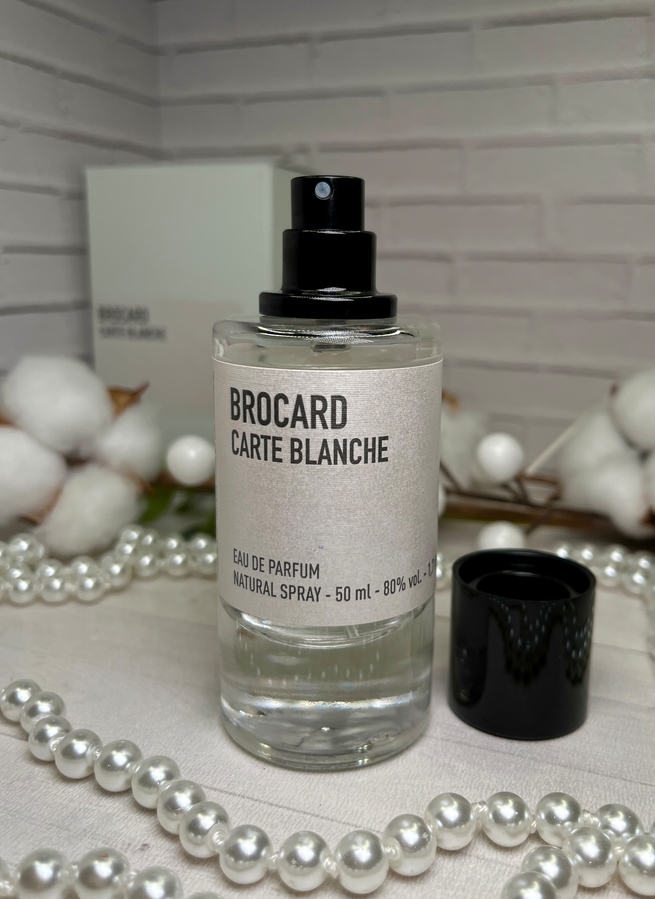 BROCARD
CARTE BLANCHE
BROCARD
CARTE BLANCHE
EAU DE PARFUM
NATURAL SPRAY - 50 ml - 80% vol. -